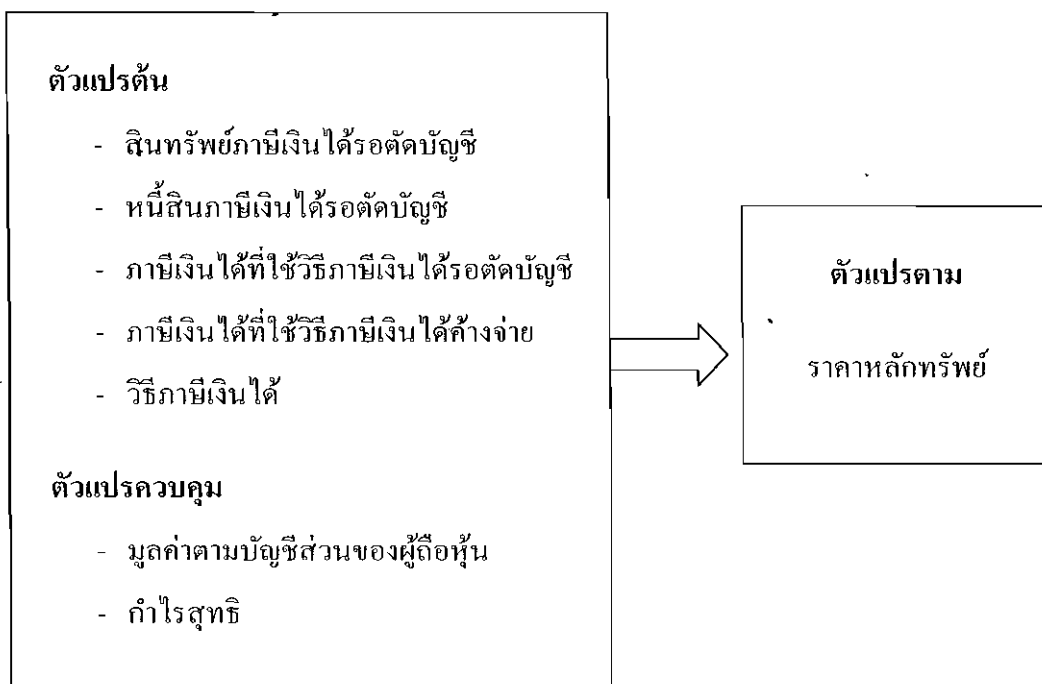 ตัวแปรต้น
- สินทรัพย์ภาษีเงินได้รอตัดบัญชี
- หนี้สินภาษีเงินได้รอตัดบัญชี
- ภาษีเงินได้ที่ใช้วิธีภาษีเงินได้รอตัดบัญชี
- ภาษีเงินได้ที่ใช้วิธีภาษีเงินได้ค้างจ่าย
- วิธีภาษีเงินได้
ตัวแปรควบคุม
- มูลค่าตามบัญชีส่วนของผู้ถือหุ้น
- กำไรสุทธิ
ตัวแปรตาม
ราคาหลักทรัพย์